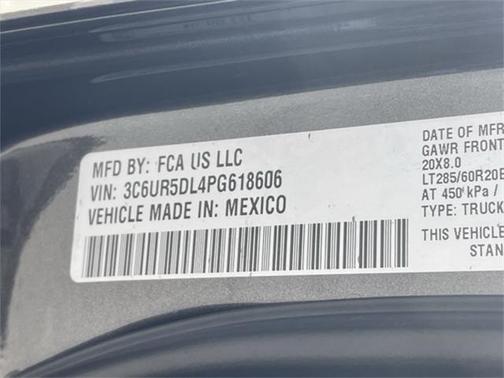 MFD BY: FCA US LLC
VIN: 3C6UR5DL4PG618606
VEHICLE MADE IN: MEXICO
DATE OF MFR
GAWR FRONT
20X8.0
LT285/60R20E
AT 450 kPa /
TYPE: TRUCK
THIS VEHICLE
STAN